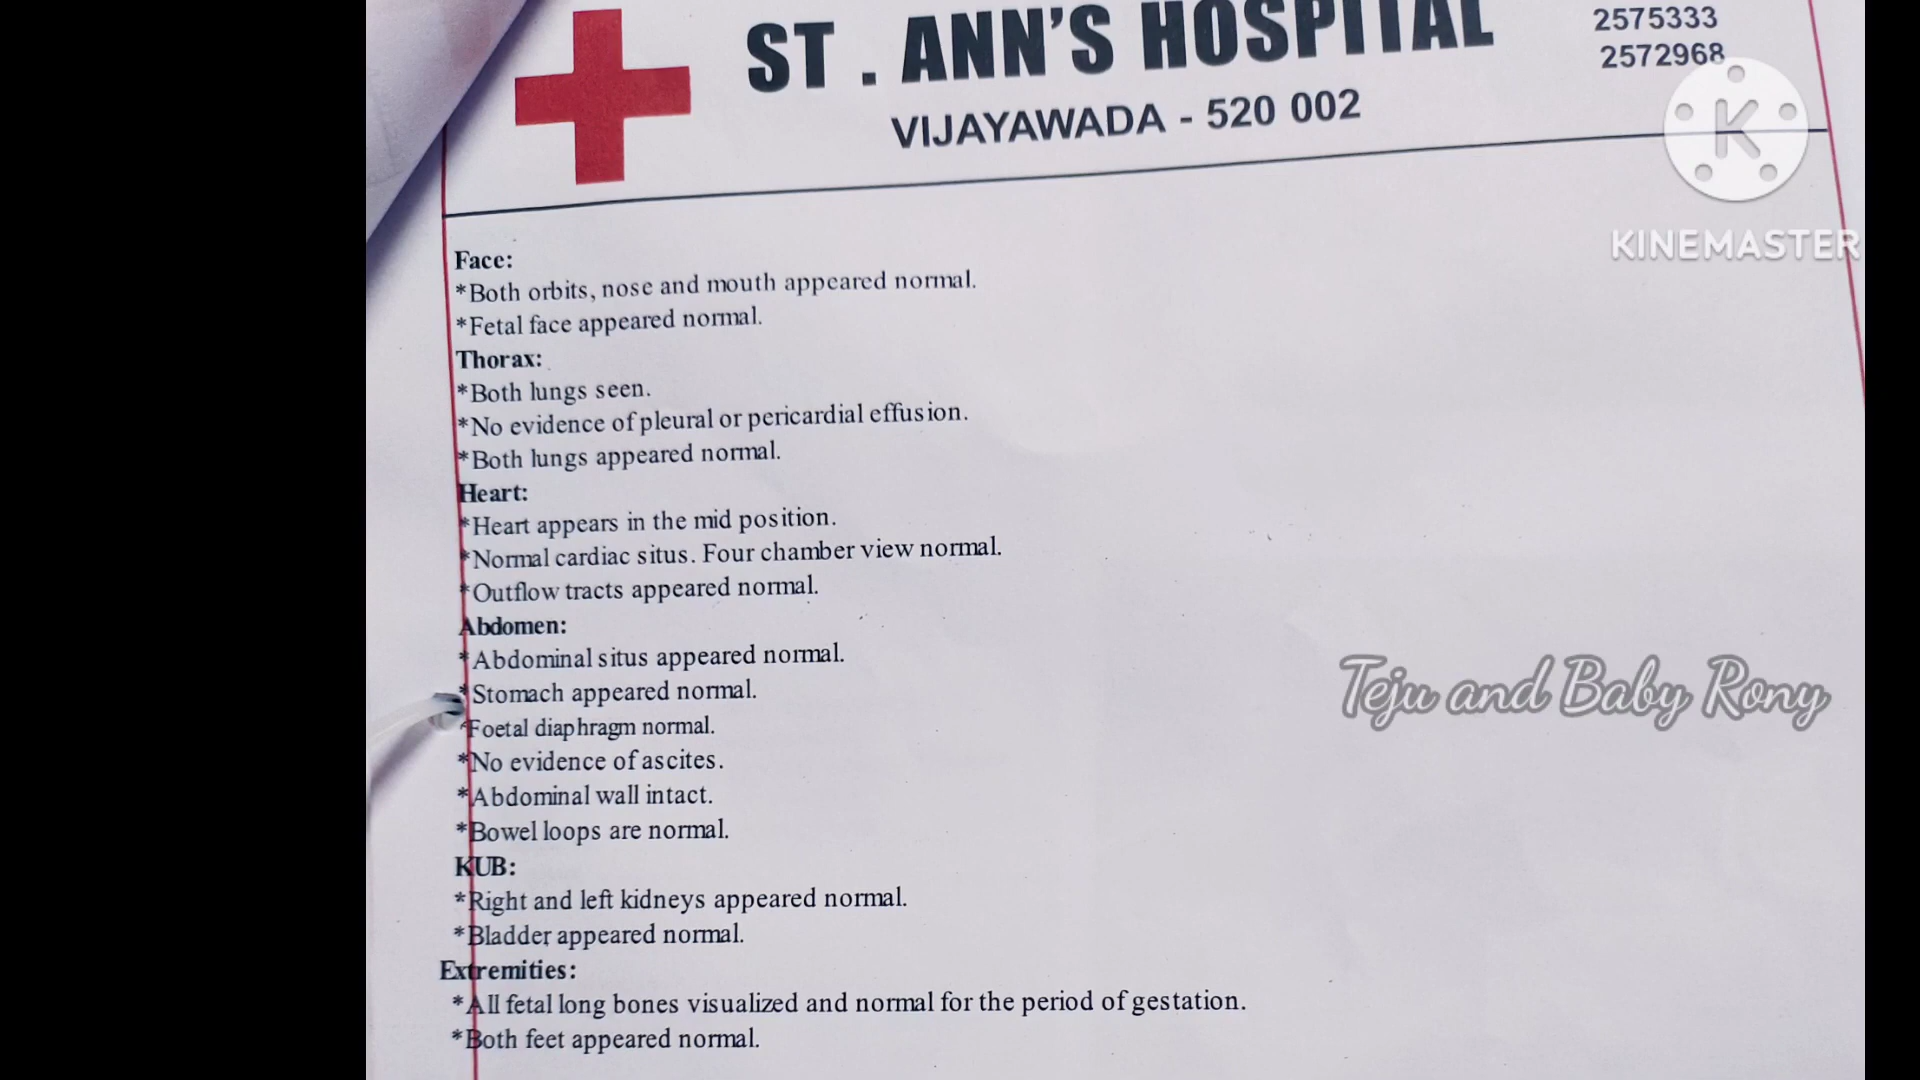 ST . ANN'S HOSPITAL
2575333
2572968
VIJAYAWADA - 520 002
K
KINEMASTER
Face:
*Both orbits, nose and mouth appeared normal.
*Fetal face appeared normal.
Thorax:
*Both lungs seen.
*No evidence of pleural or pericardial effusion.
*Both lungs appeared normal.
Heart:
*Heart appears in the mid position.
*Normal cardiac situs. Four chamber view normal.
*Outflow tracts appeared normal.
Abdomen:
*Abdominal situs appeared normal.
*Stomach appeared normal.
*Foetal diaphragm normal.
*No evidence of ascites.
*Abdominal wall intact.
*Bowel loops are normal.
KUB:
*Right and left kidneys appeared normal.
*Bladder appeared normal.
Extremities:
*All fetal long bones visualized and normal for the period of gestation.
*Both feet appeared normal.
Teju and Baby Rony